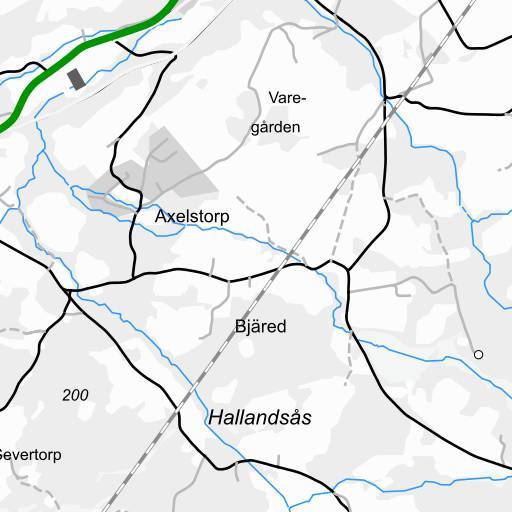 Vare-
gården
Axelstorp
Bjäred
200
Hallandsås
Severtorp